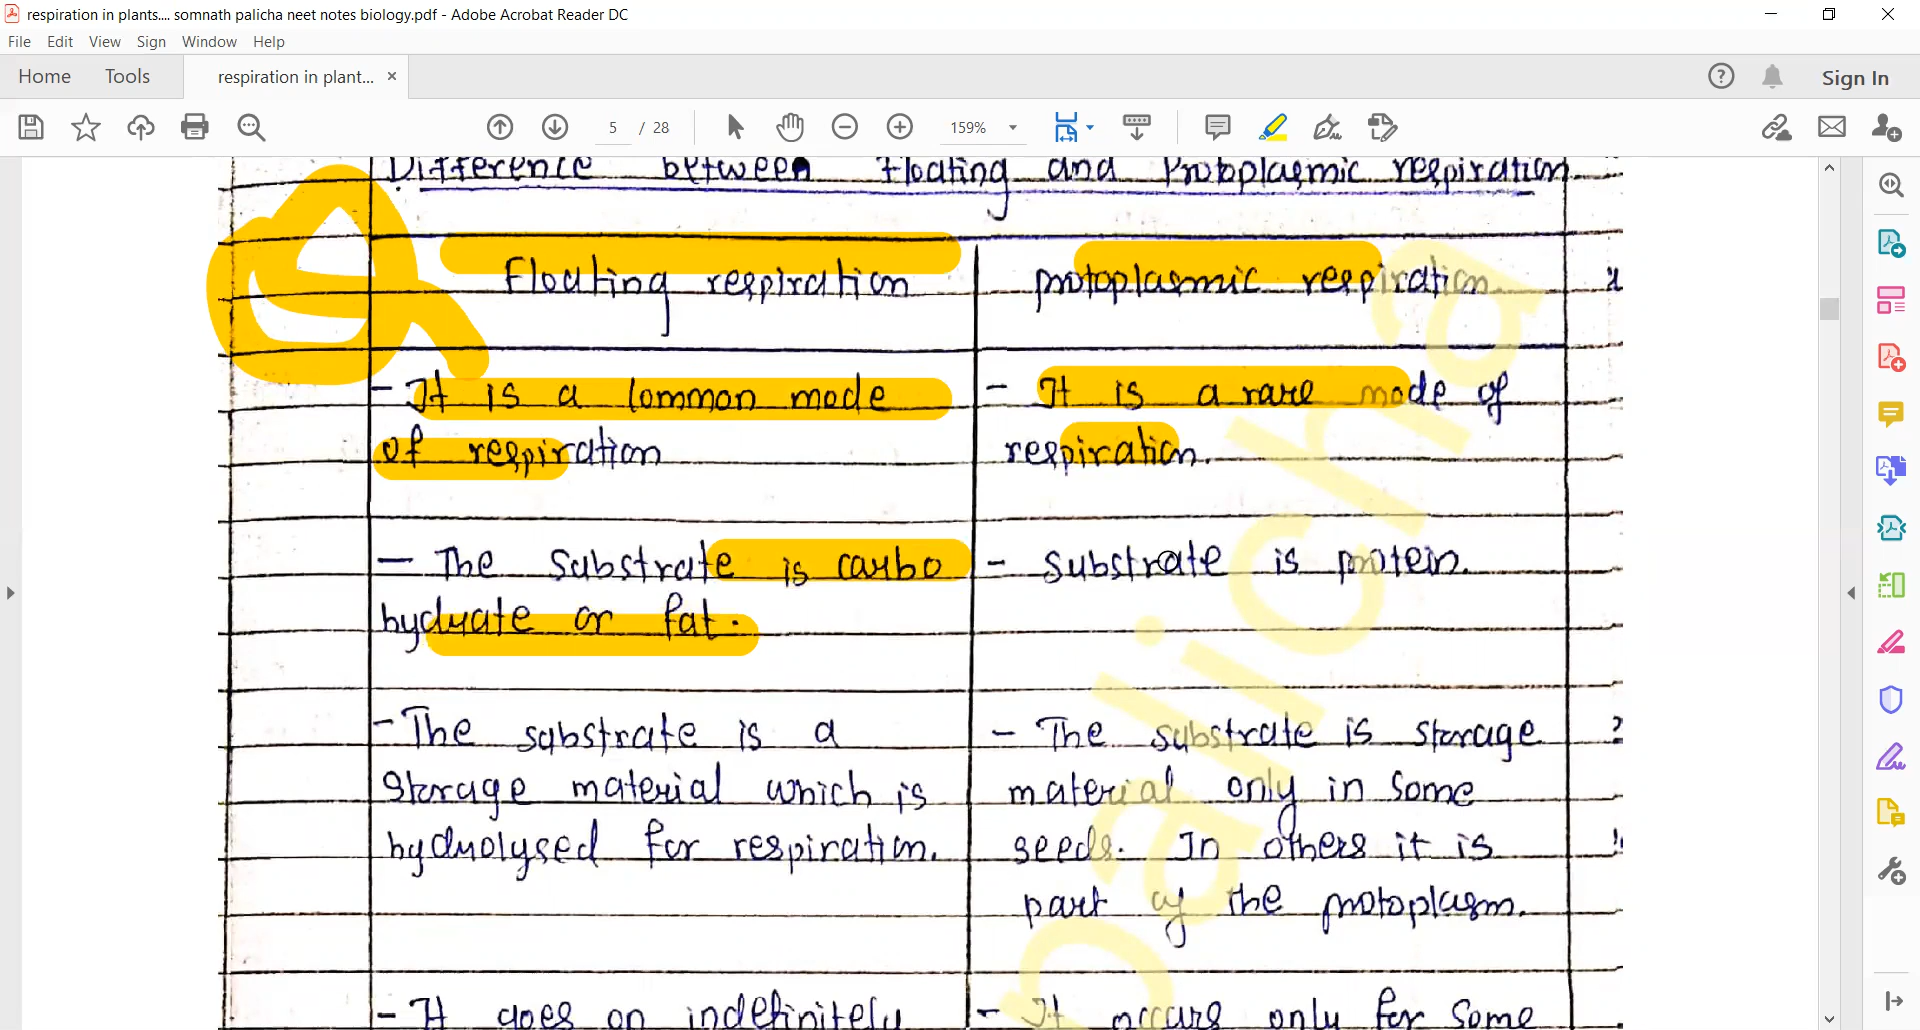 respiration in plants.... somnath palicha neet notes biology.pdf - Adobe Acrobat Reader DC
File Edit View Sign Window Help
Home Tools respiration in plant... ×
Sign In
5 / 28 159%
Difference between Floating and Protoplasmic respiration
Floating respiration
- It is a common mode
of respiration
- The substrate is carbo
hydrate or fat.
- The substrate is a
storage material which is
hydrolysed for respiration.
- It goes on indefinitely
protoplasmic respiration
- It is a rare mode of
respiration.
- Substrate is protein.
- The substrate is storage
material only in some
seeds. In others it is
part of the protoplasm.
- It occurs only for some
palicha